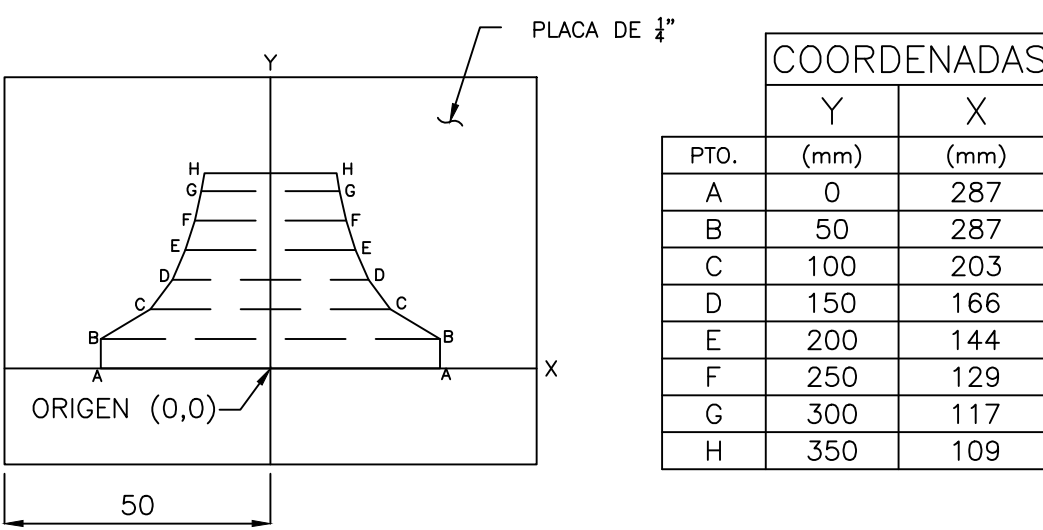 PLACA DE 1/4"
Y
H H
G G
F F
E E
D D
C C
B B
A A
X
ORIGEN (0,0)
50
COORDENADAS
Y X
PTO. (mm) (mm)
A 0 287
B 50 287
C 100 203
D 150 166
E 200 144
F 250 129
G 300 117
H 350 109